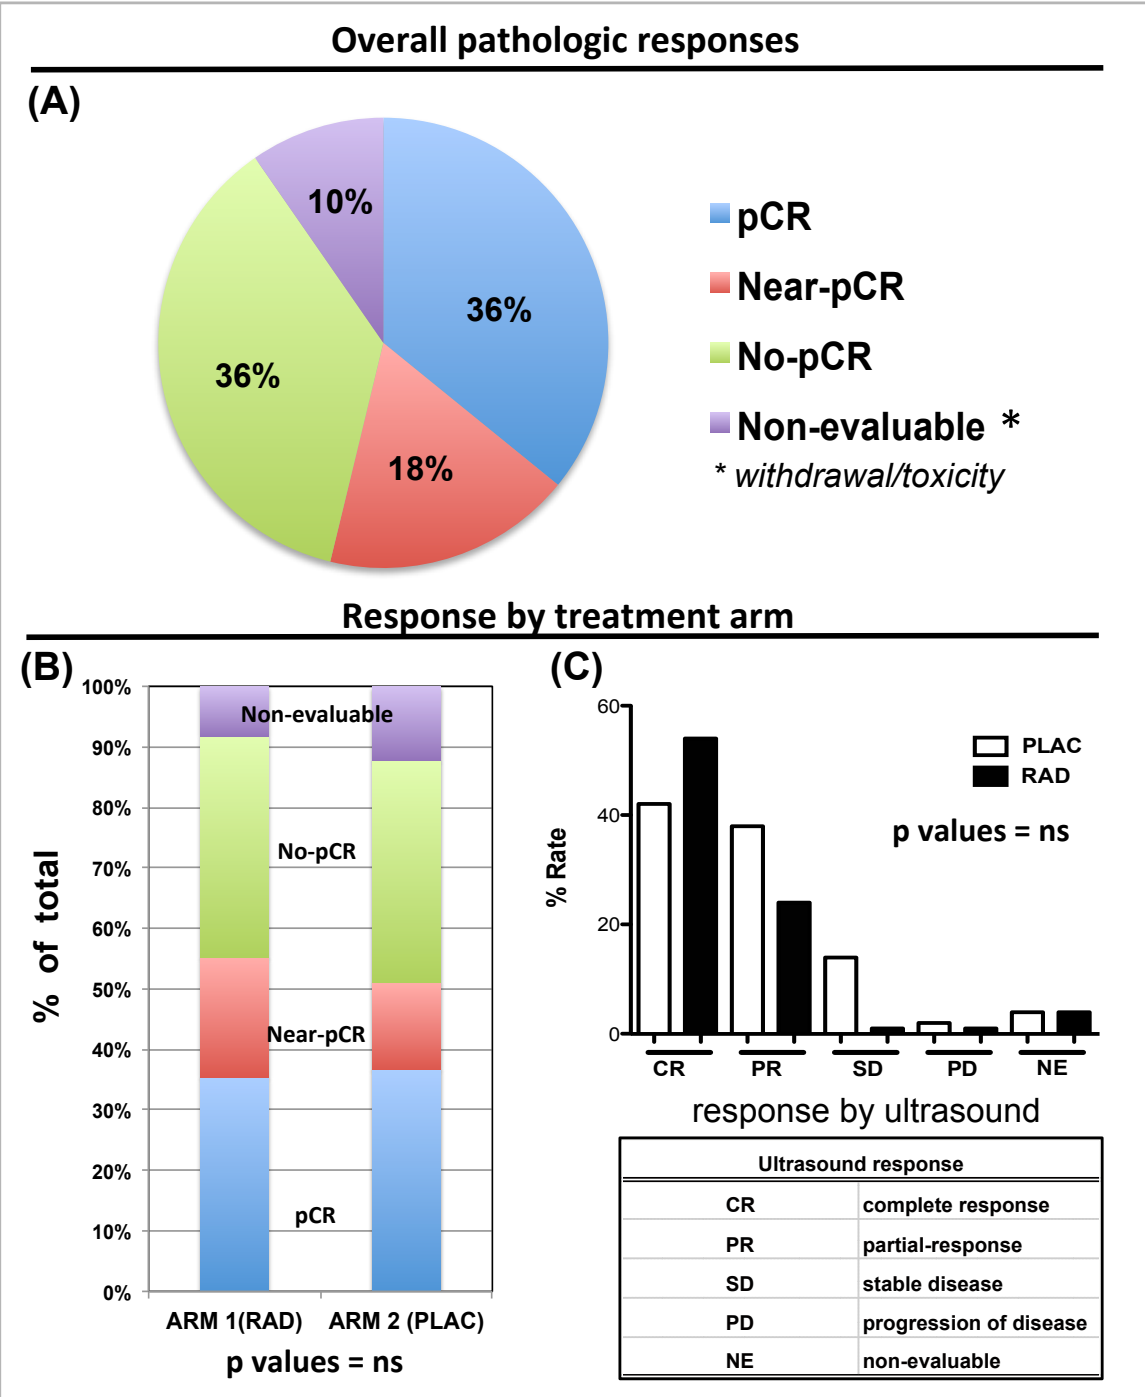 Overall pathologic responses
(A)
10%
36%
36%
18%
pCR
Near-pCR
No-pCR
Non-evaluable *
* withdrawal/toxicity
Response by treatment arm
(B)
% of total
100%
90%
80%
70%
60%
50%
40%
30%
20%
10%
0%
Non-evaluable
No-pCR
Near-pCR
pCR
ARM 1(RAD) ARM 2 (PLAC)
p values = ns
(C)
% Rate
60
40
20
0
PLAC
RAD
p values = ns
CR PR SD PD NE
response by ultrasound
Ultrasound response
CR complete response
PR partial-response
SD stable disease
PD progression of disease
NE non-evaluable